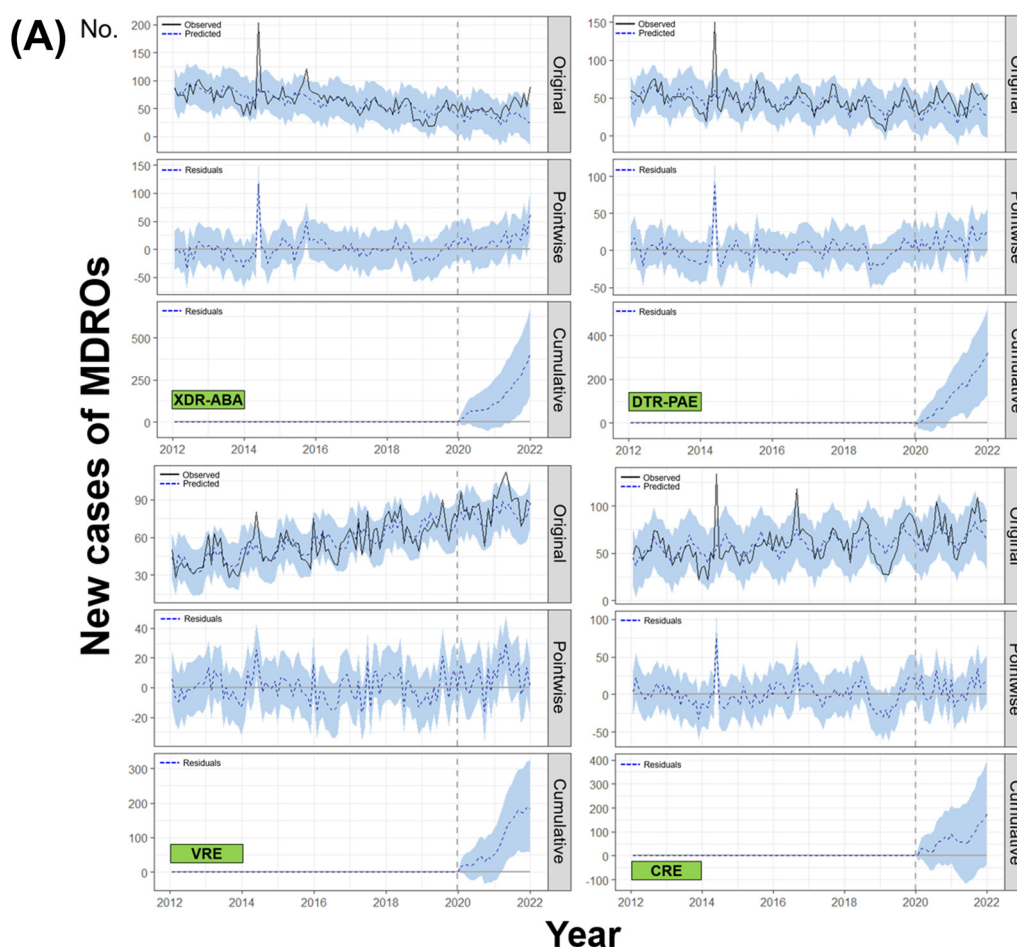 (A) No.
New cases of MDROs
Observed
Predicted
200
150
100
50
0
Original
Residuals
150
100
50
0
-50
Pointwise
Residuals
500
250
0
Cumulative
XDR-ABA
2012 2014 2016 2018 2020 2022
Observed
Predicted
150
100
50
0
Original
Residuals
100
50
0
-50
Pointwise
Residuals
400
200
0
Cumulative
DTR-PAE
2012 2014 2016 2018 2020 2022
Observed
Predicted
90
60
30
Original
Residuals
40
20
0
-20
Pointwise
Residuals
300
200
100
0
Cumulative
VRE
2012 2014 2016 2018 2020 2022
Observed
Predicted
100
50
0
Original
Residuals
100
50
0
-50
Pointwise
Residuals
400
300
200
100
0
-100
Cumulative
CRE
2012 2014 2016 2018 2020 2022
Year